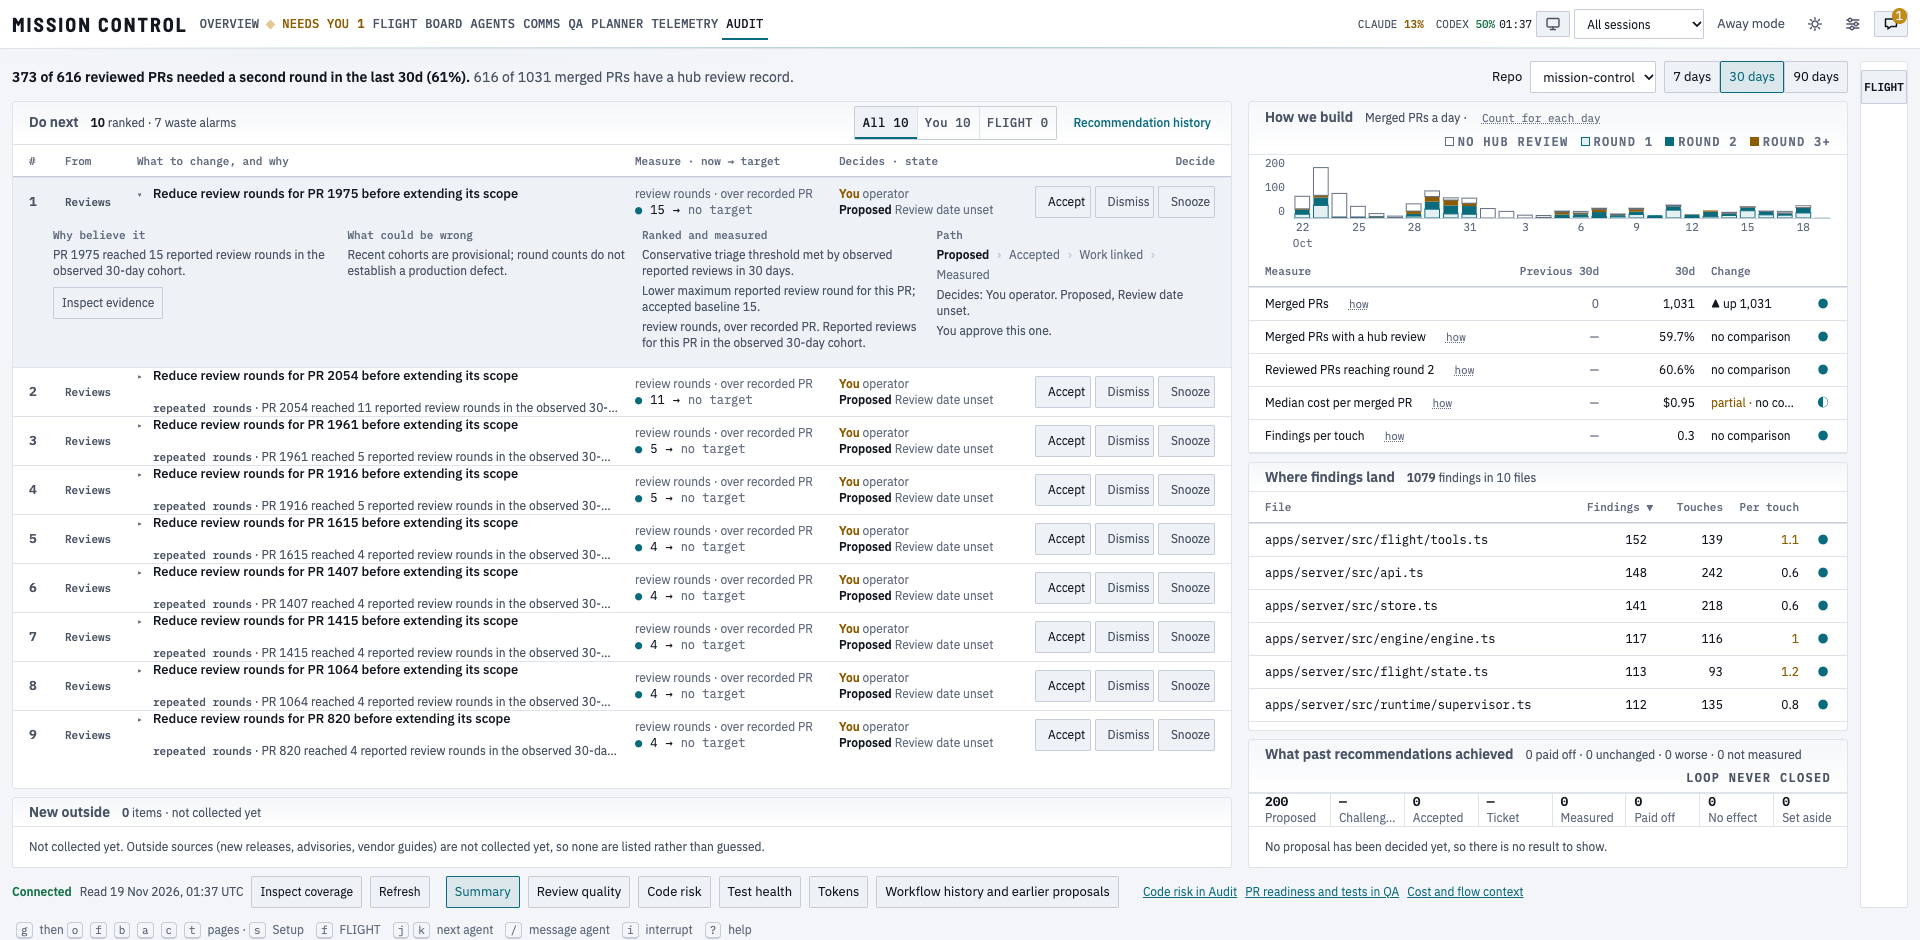 MISSION CONTROL OVERVIEW NEEDS YOU 1 FLIGHT BOARD AGENTS COMMS QA PLANNER TELEMETRY AUDIT CLAUDE 13% CODEX 50% 01:37 All sessions Away mode 1
373 of 616 reviewed PRs needed a second round in the last 30d (61%). 616 of 1031 merged PRs have a hub review record. Repo mission-control 7 days 30 days 90 days
FLIGHT
Do next 10 ranked · 7 waste alarms All 10 You 10 FLIGHT 0 Recommendation history
# From What to change, and why Measure · now → target Decides · state Decide
1 Reviews Reduce review rounds for PR 1975 before extending its scope review rounds · over recorded PR You operator Accept Dismiss Snooze
15 → no target Proposed Review date unset
Why believe it What could be wrong Ranked and measured Path
PR 1975 reached 15 reported review rounds in the Recent cohorts are provisional; round counts do not Conservative triage threshold met by observed Proposed › Accepted › Work linked ›
observed 30-day cohort. establish a production defect. reported reviews in 30 days. Measured
Inspect evidence Lower maximum reported review round for this PR; Decides: You operator. Proposed, Review date
accepted baseline 15. unset.
review rounds, over recorded PR. Reported reviews You approve this one.
for this PR in the observed 30-day cohort.
2 Reviews Reduce review rounds for PR 2054 before extending its scope review rounds · over recorded PR You operator Accept Dismiss Snooze
repeated rounds · PR 2054 reached 11 reported review rounds in the observed 30-… 11 → no target Proposed Review date unset
3 Reviews Reduce review rounds for PR 1961 before extending its scope review rounds · over recorded PR You operator Accept Dismiss Snooze
repeated rounds · PR 1961 reached 5 reported review rounds in the observed 30-… 5 → no target Proposed Review date unset
4 Reviews Reduce review rounds for PR 1916 before extending its scope review rounds · over recorded PR You operator Accept Dismiss Snooze
repeated rounds · PR 1916 reached 5 reported review rounds in the observed 30-… 5 → no target Proposed Review date unset
5 Reviews Reduce review rounds for PR 1615 before extending its scope review rounds · over recorded PR You operator Accept Dismiss Snooze
repeated rounds · PR 1615 reached 4 reported review rounds in the observed 30-… 4 → no target Proposed Review date unset
6 Reviews Reduce review rounds for PR 1407 before extending its scope review rounds · over recorded PR You operator Accept Dismiss Snooze
repeated rounds · PR 1407 reached 4 reported review rounds in the observed 30-… 4 → no target Proposed Review date unset
7 Reviews Reduce review rounds for PR 1415 before extending its scope review rounds · over recorded PR You operator Accept Dismiss Snooze
repeated rounds · PR 1415 reached 4 reported review rounds in the observed 30-… 4 → no target Proposed Review date unset
8 Reviews Reduce review rounds for PR 1064 before extending its scope review rounds · over recorded PR You operator Accept Dismiss Snooze
repeated rounds · PR 1064 reached 4 reported review rounds in the observed 30-… 4 → no target Proposed Review date unset
9 Reviews Reduce review rounds for PR 820 before extending its scope review rounds · over recorded PR You operator Accept Dismiss Snooze
repeated rounds · PR 820 reached 4 reported review rounds in the observed 30-da… 4 → no target Proposed Review date unset
New outside 0 items · not collected yet
Not collected yet. Outside sources (new releases, advisories, vendor guides) are not collected yet, so none are listed rather than guessed.
How we build Merged PRs a day · Count for each day
NO HUB REVIEW ROUND 1 ROUND 2 ROUND 3+
200
100
0
22 25 28 31 3 6 9 12 15 18
Oct
Measure Previous 30d 30d Change
Merged PRs how 0 1,031 ▲ up 1,031
Merged PRs with a hub review how — 59.7% no comparison
Reviewed PRs reaching round 2 how — 60.6% no comparison
Median cost per merged PR how — $0.95 partial · no co…
Findings per touch how — 0.3 no comparison
Where findings land 1079 findings in 10 files
File Findings ▼ Touches Per touch
apps/server/src/flight/tools.ts 152 139 1.1
apps/server/src/api.ts 148 242 0.6
apps/server/src/store.ts 141 218 0.6
apps/server/src/engine/engine.ts 117 116 1
apps/server/src/flight/state.ts 113 93 1.2
apps/server/src/runtime/supervisor.ts 112 135 0.8
What past recommendations achieved 0 paid off · 0 unchanged · 0 worse · 0 not measured
LOOP NEVER CLOSED
200 — 0 — 0 0 0 0
Proposed Challeng… Accepted Ticket Measured Paid off No effect Set aside
No proposal has been decided yet, so there is no result to show.
Connected Read 19 Nov 2026, 01:37 UTC Inspect coverage Refresh Summary Review quality Code risk Test health Tokens Workflow history and earlier proposals Code risk in Audit PR readiness and tests in QA Cost and flow context
g then o f b a c t pages · s Setup f FLIGHT j k next agent / message agent i interrupt ? help